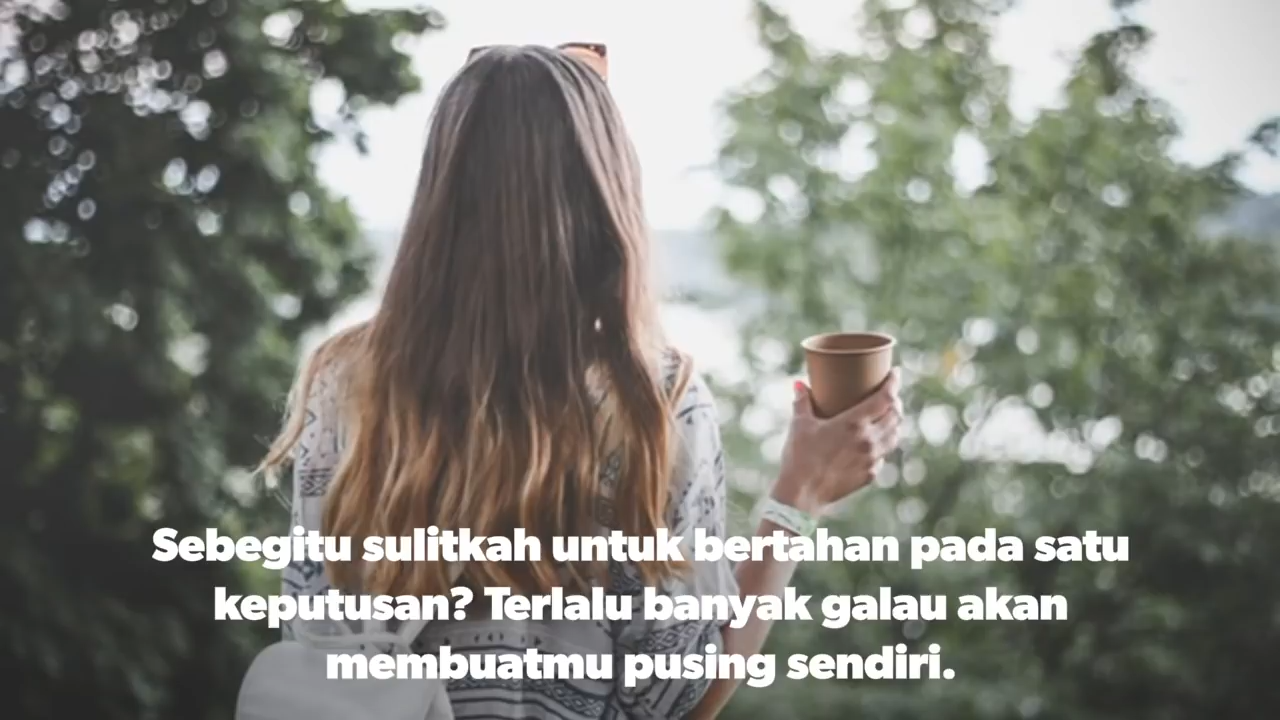 Sebegitu sulitkah untuk bertahan pada satu
keputusan? Terlalu banyak galau akan
membuatmu pusing sendiri.